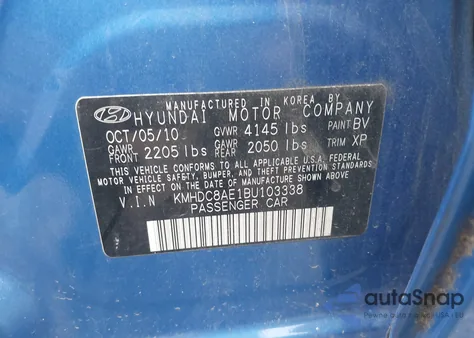 MANUFACTURED IN KOREA BY
HYUNDAI MOTOR COMPANY
OCT/05/10 GVWR 4145 lbs PAINT BV
GAWR FRONT 2205 lbs GAWR REAR 2050 lbs TRIM XP
THIS VEHICLE CONFORMS TO ALL APPLICABLE U.S.A. FEDERAL
MOTOR VEHICLE SAFETY, BUMPER, AND THEFT PREVENTION
STANDARDS IN EFFECT ON THE DATE OF MANUFACTURE SHOWN ABOVE.
V.I.N KMHDC8AE1BU103338
PASSENGER CAR
autoSnap